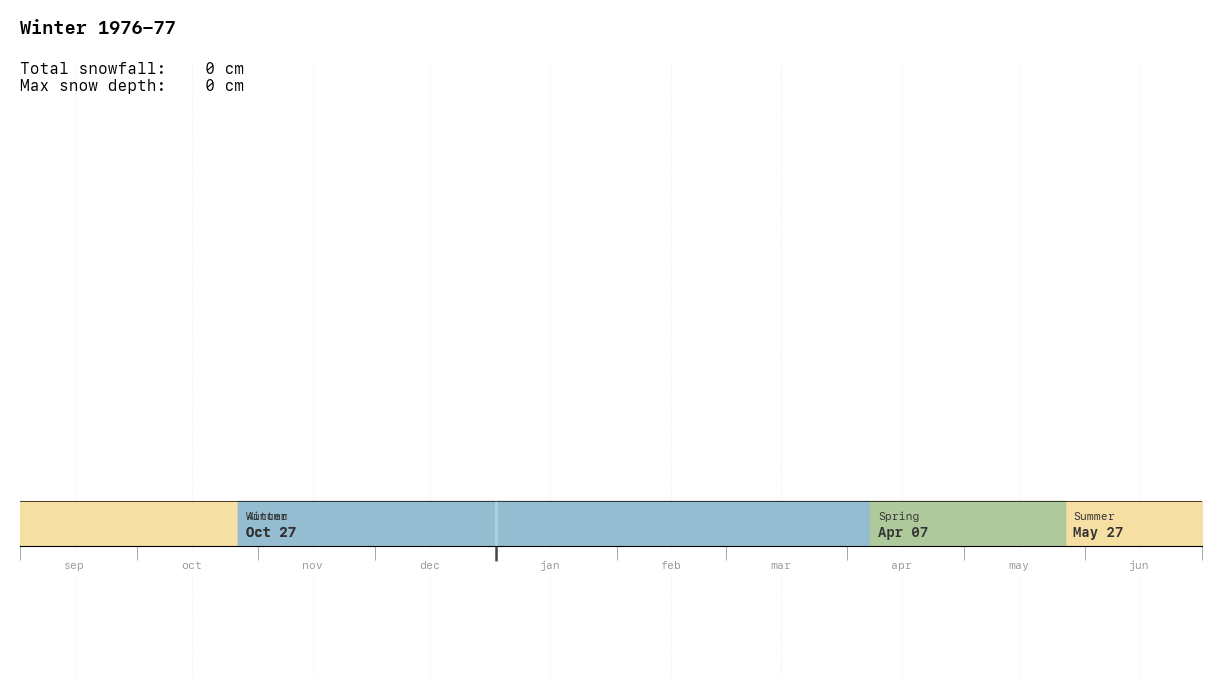 Winter 1976–77
Total snowfall: 0 cm
Max snow depth: 0 cm
Oct 27
Spring
Apr 07
Summer
May 27
sep oct nov dec jan feb mar apr may jun